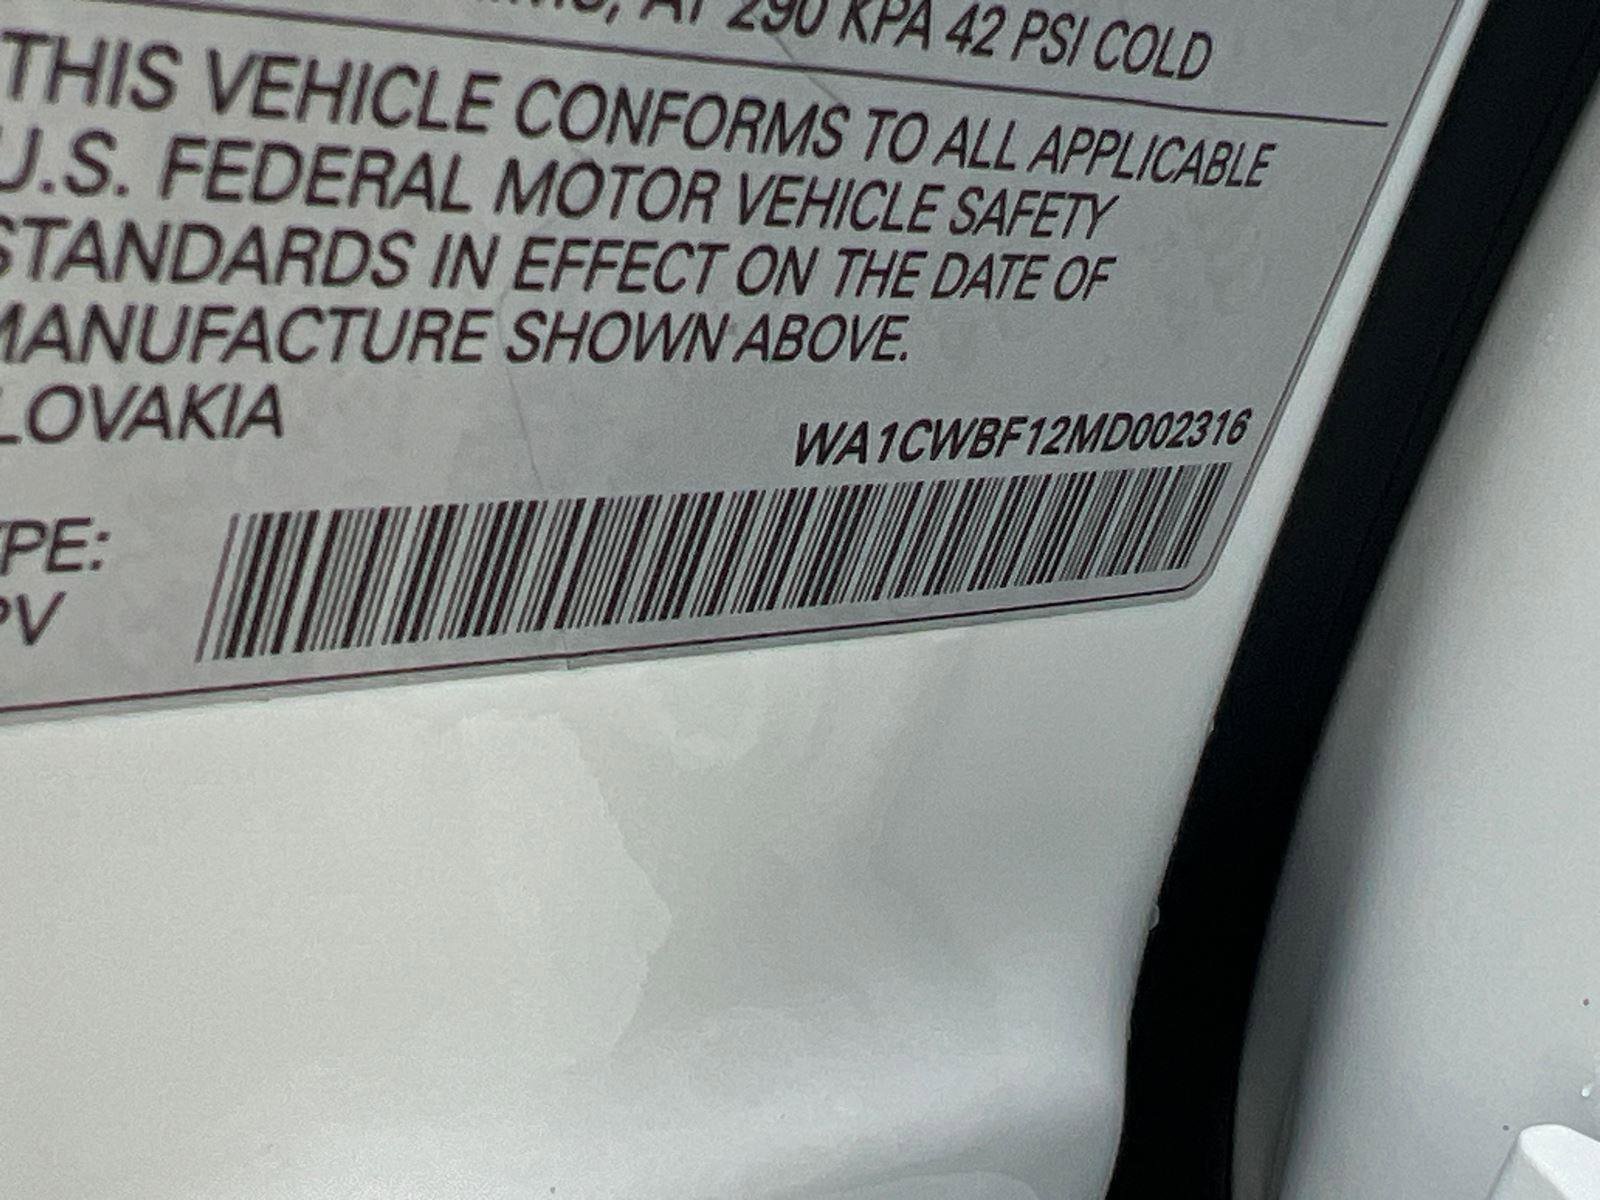 AT 290 KPA 42 PSI COLD
THIS VEHICLE CONFORMS TO ALL APPLICABLE
U.S. FEDERAL MOTOR VEHICLE SAFETY
STANDARDS IN EFFECT ON THE DATE OF
MANUFACTURE SHOWN ABOVE.
LOVAKIA
WA1CWBF12MD002316
YPE:
PV